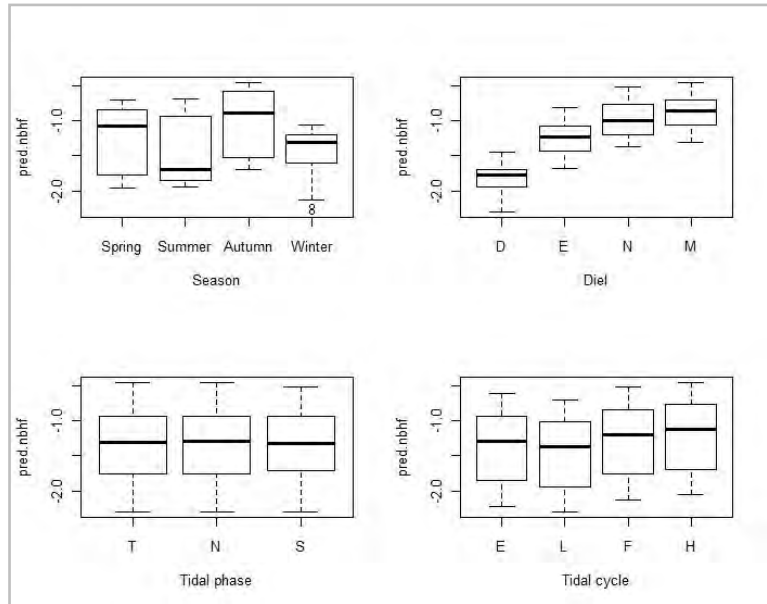 pred.nbhf
-1.0
-2.0
8
Spring Summer Autumn Winter
Season
pred.nbhf
-1.0
-2.0
D E N M
Diel
pred.nbhf
-1.0
-2.0
T N S
Tidal phase
pred.nbhf
-1.0
-2.0
E L F H
Tidal cycle